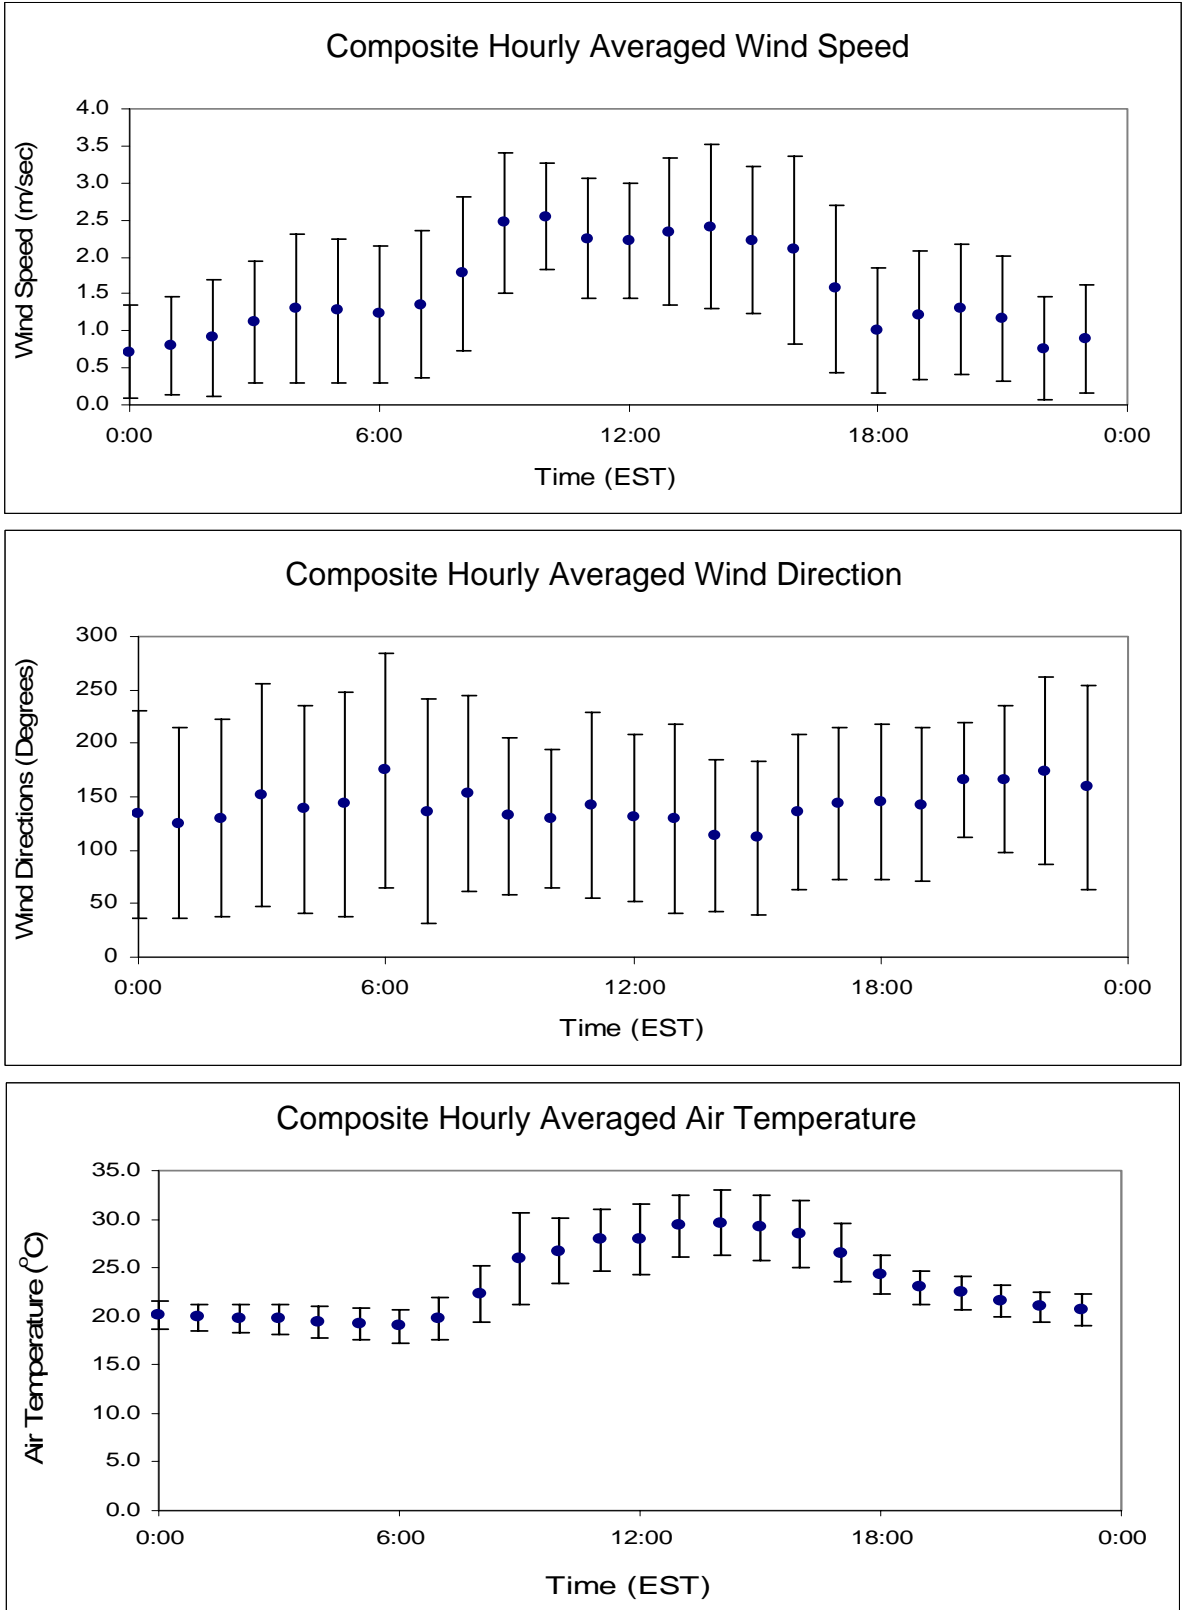 Composite Hourly Averaged Wind Speed
Wind Speed (m/sec)
4.0
3.5
3.0
2.5
2.0
1.5
1.0
0.5
0.0
0:00 6:00 12:00 18:00 0:00
Time (EST)
Composite Hourly Averaged Wind Direction
Wind Directions (Degrees)
300
250
200
150
100
50
0
0:00 6:00 12:00 18:00 0:00
Time (EST)
Composite Hourly Averaged Air Temperature
Air Temperature (°C)
35.0
30.0
25.0
20.0
15.0
10.0
5.0
0.0
0:00 6:00 12:00 18:00 0:00
Time (EST)